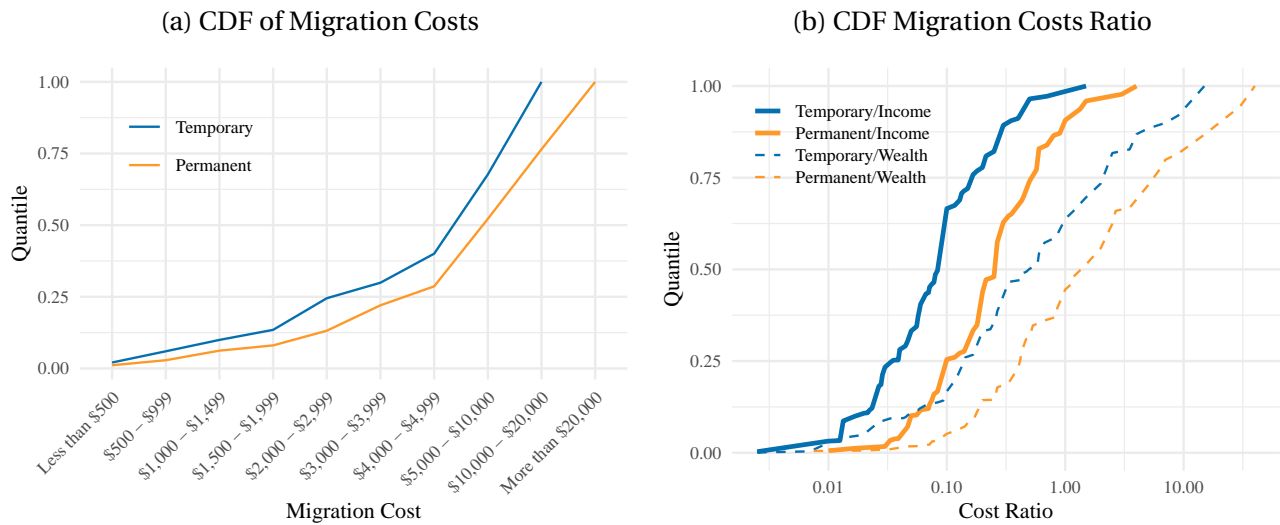 (a) CDF of Migration Costs
1.00
0.75
0.50
0.25
0.00
Quantile
Temporary
Permanent
Less than $500
$500 – $999
$1,000 – $1,499
$1,500 – $1,999
$2,000 – $2,999
$3,000 – $3,999
$4,000 – $4,999
$5,000 – $10,000
$10,000 – $20,000
More than $20,000
Migration Cost
(b) CDF Migration Costs Ratio
1.00
0.75
0.50
0.25
0.00
Quantile
Temporary/Income
Permanent/Income
Temporary/Wealth
Permanent/Wealth
0.01
0.10
1.00
10.00
Cost Ratio